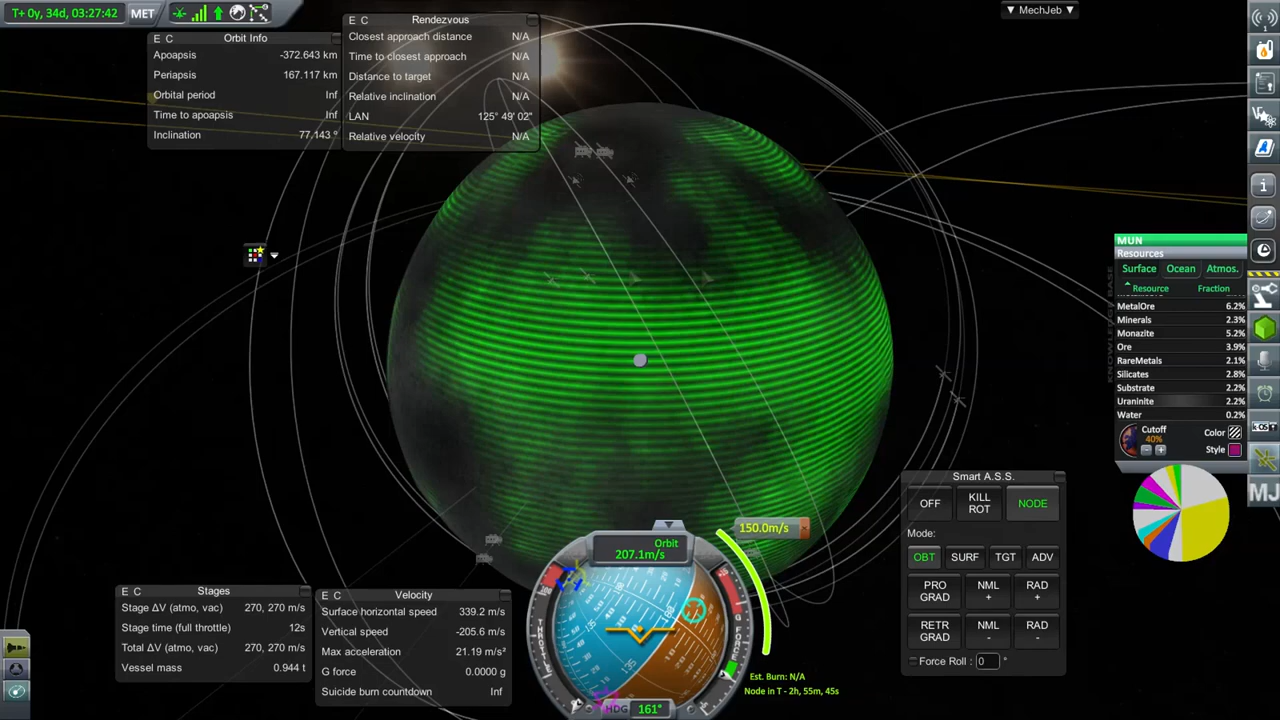 T+ 0y, 34d, 03:27:42 MET
▼ MechJeb ▼
E C Orbit Info
Apoapsis -372.643 km
Periapsis 167.117 km
Orbital period Inf
Time to apoapsis Inf
Inclination 77.143 º
E C Rendezvous
Closest approach distance N/A
Time to closest approach N/A
Distance to target N/A
Relative inclination N/A
LAN 125° 49' 02"
Relative velocity N/A
MUN
Resources
Surface Ocean Atmos.
Resource Fraction
MetalOre 6.2%
Minerals 2.3%
Monazite 5.2%
Ore 3.9%
RareMetals 2.1%
Silicates 2.8%
Substrate 2.2%
Uraninite 2.2%
Water 0.2%
Cutoff
40%
Color
Style
KNOWLEDGE BASE
kOS
MJ
Smart A.S.S.
OFF
KILL ROT
NODE
Mode:
OBT SURF TGT ADV
PRO GRAD
NML +
RAD +
RETR GRAD
NML -
RAD -
Force Roll : 0 °
150.0m/s
Orbit
207.1m/s
HDG 161°
Est. Burn: N/A
Node in T - 2h, 55m, 45s
E C Stages
Stage ΔV (atmo, vac) 270, 270 m/s
Stage time (full throttle) 12s
Total ΔV (atmo, vac) 270, 270 m/s
Vessel mass 0.944 t
E C Velocity
Surface horizontal speed 339.2 m/s
Vertical speed -205.6 m/s
Max acceleration 21.19 m/s²
G force 0.0000 g
Suicide burn countdown Inf